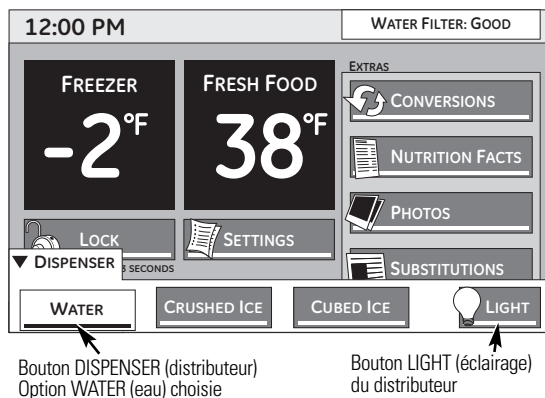 12:00 PM
WATER FILTER: GOOD
EXTRAS
FREEZER
-2°F
FRESH FOOD
38°F
CONVERSIONS
NUTRITION FACTS
PHOTOS
SUBSTITUTIONS
LOCK
SECONDS
SETTINGS
▼ DISPENSER
WATER
CRUSHED ICE
CUBED ICE
LIGHT
Bouton DISPENSER (distributeur)
Option WATER (eau) choisie
Bouton LIGHT (éclairage)
du distributeur